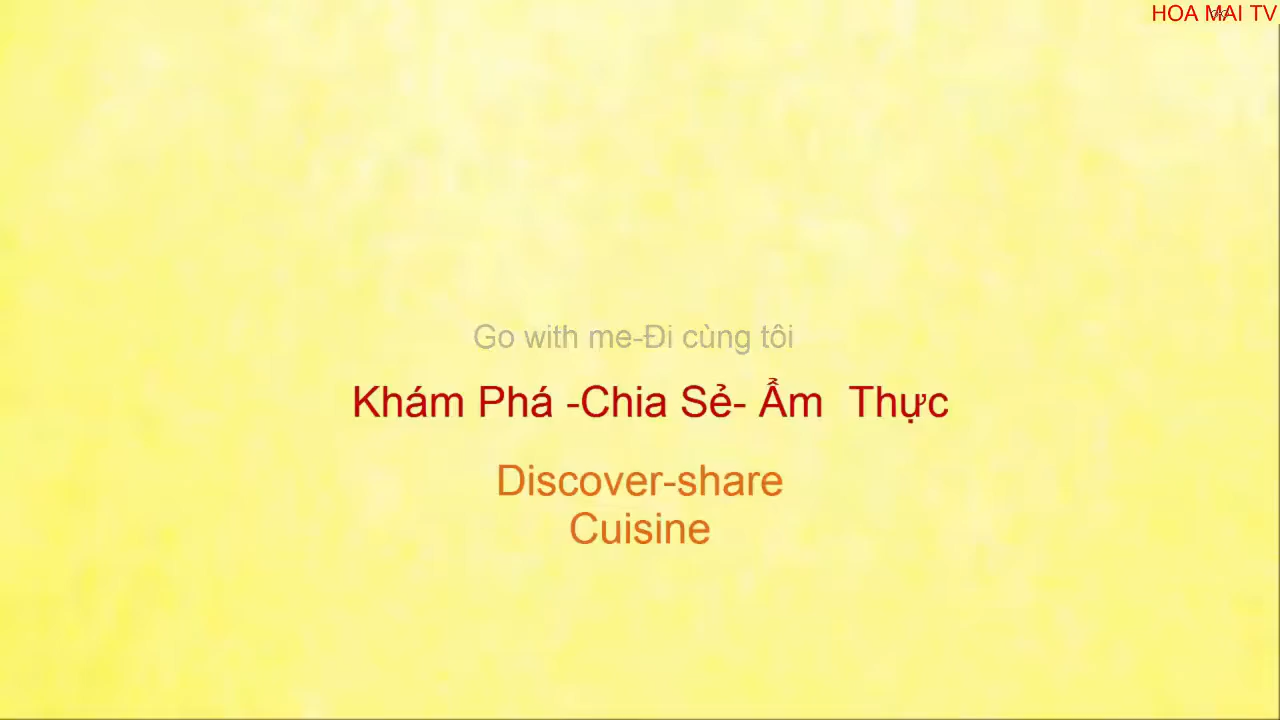 HOA MAI TV
Go with me-Đi cùng tôi
Khám Phá -Chia Sẻ- Ẩm  Thực
Discover-share
Cuisine